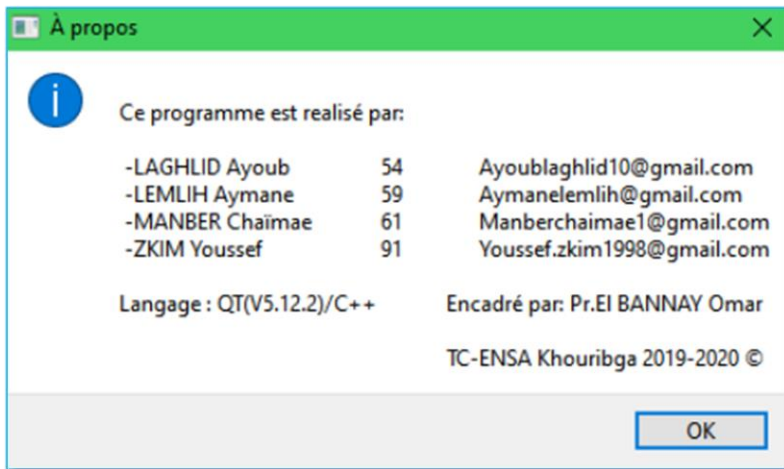 À propos
Ce programme est realisé par:
-LAGHLID Ayoub 54 Ayoublaghlid10@gmail.com
-LEMLIH Aymane 59 Aymanelemlih@gmail.com
-MANBER Chaïmae 61 Manberchaimae1@gmail.com
-ZKIM Youssef 91 Youssef.zkim1998@gmail.com
Langage : QT(V5.12.2)/C++ Encadré par: Pr.El BANNAY Omar
TC-ENSA Khouribga 2019-2020 ©
OK